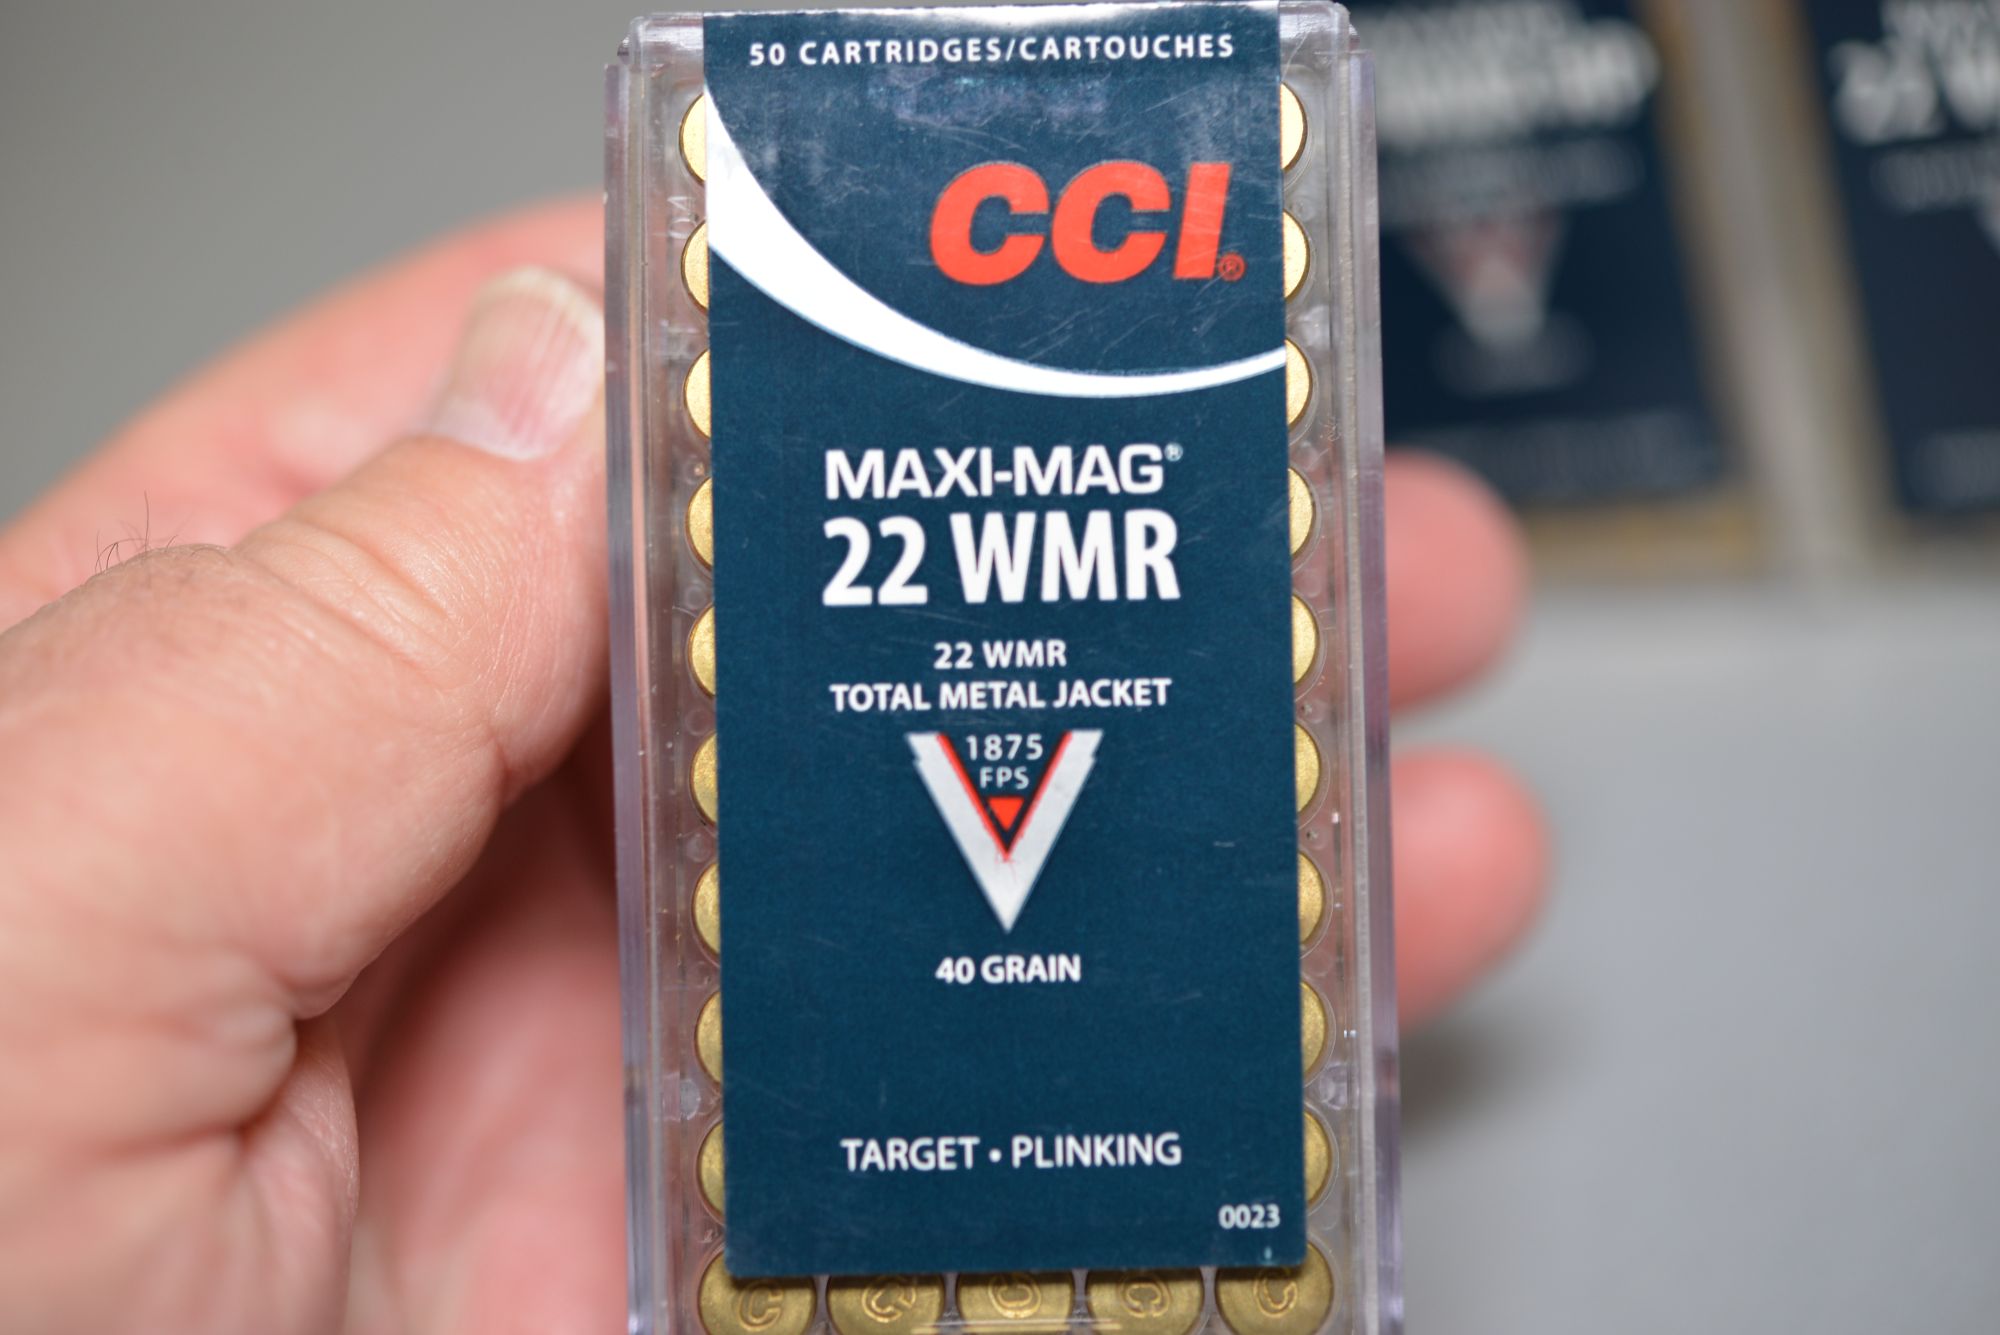 50 CARTRIDGES/CARTOUCHES
CCI®
MAXI-MAG®
22 WMR
22 WMR
TOTAL METAL JACKET
1875
FPS
40 GRAIN
TARGET • PLINKING
0023
C C C C C
22 W